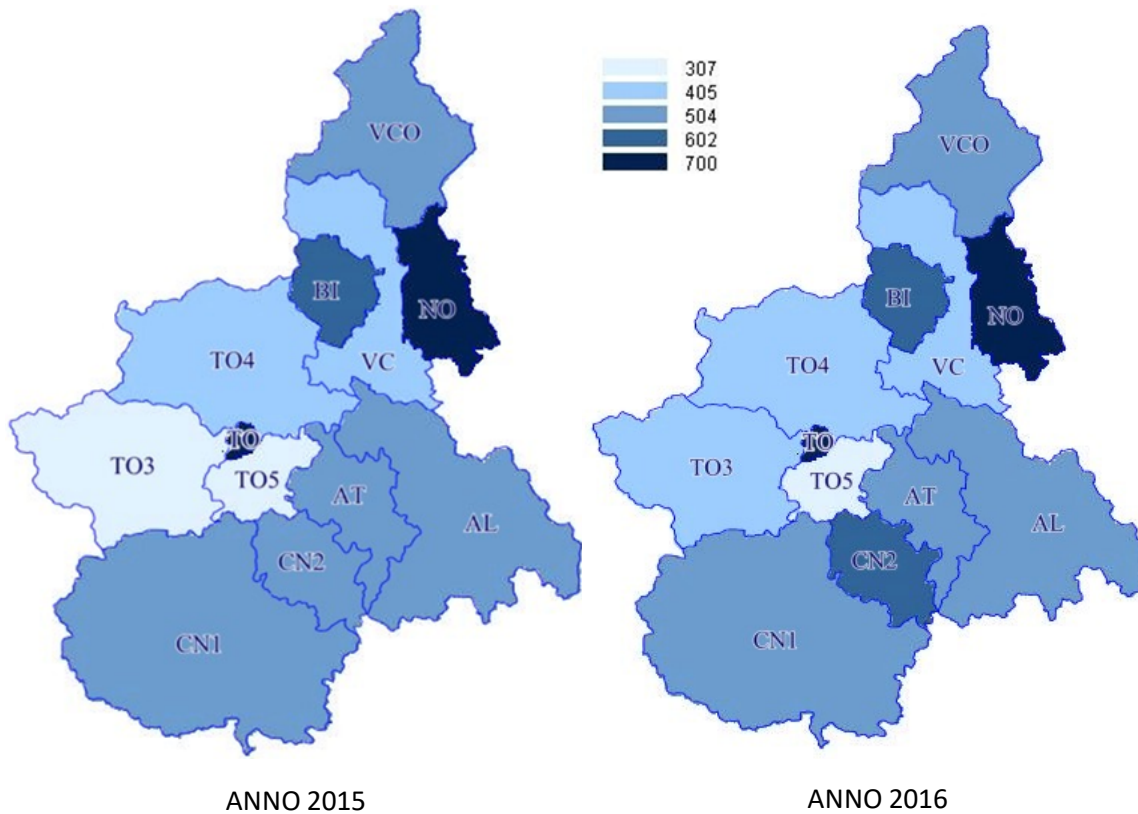 VCO
BI
NO
TO4
VC
TO
TO3
TO5
AT
AL
CN2
CN1
307
405
504
602
700
VCO
BI
NO
TO4
VC
TO
TO3
TO5
AT
AL
CN2
CN1
ANNO 2015
ANNO 2016